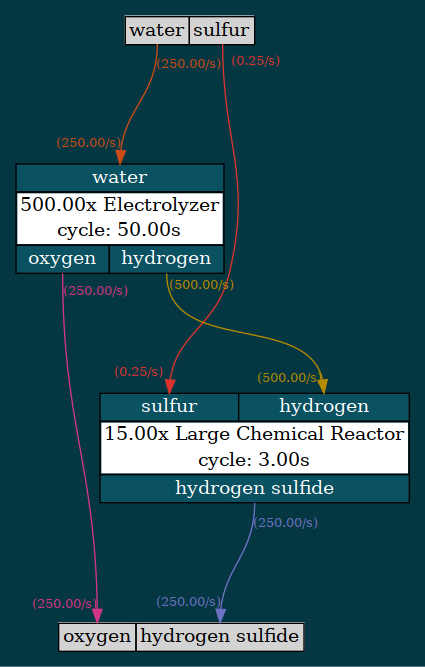 water sulfur
(250.00/s) (0.25/s)
(250.00/s)
water
500.00x Electrolyzer
cycle: 50.00s
oxygen hydrogen
(250.00/s) (500.00/s)
(0.25/s) (500.00/s)
sulfur hydrogen
15.00x Large Chemical Reactor
cycle: 3.00s
hydrogen sulfide
(250.00/s)
(250.00/s) (250.00/s)
oxygen hydrogen sulfide